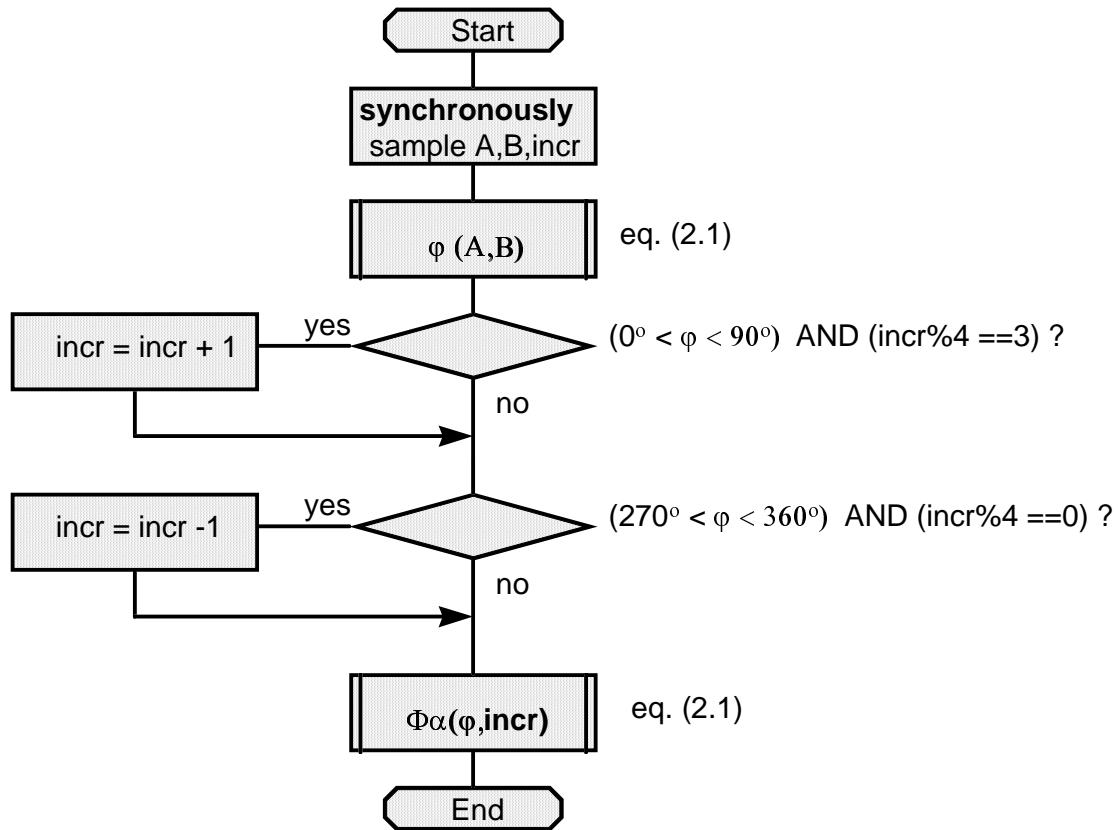 Start
synchronously
sample A,B,incr
φ (A,B)
eq. (2.1)
yes
incr = incr + 1
(0° < φ < 90°) AND (incr%4 ==3) ?
no
yes
incr = incr -1
(270° < φ < 360°) AND (incr%4 ==0) ?
no
Φα(φ,incr)
eq. (2.1)
End